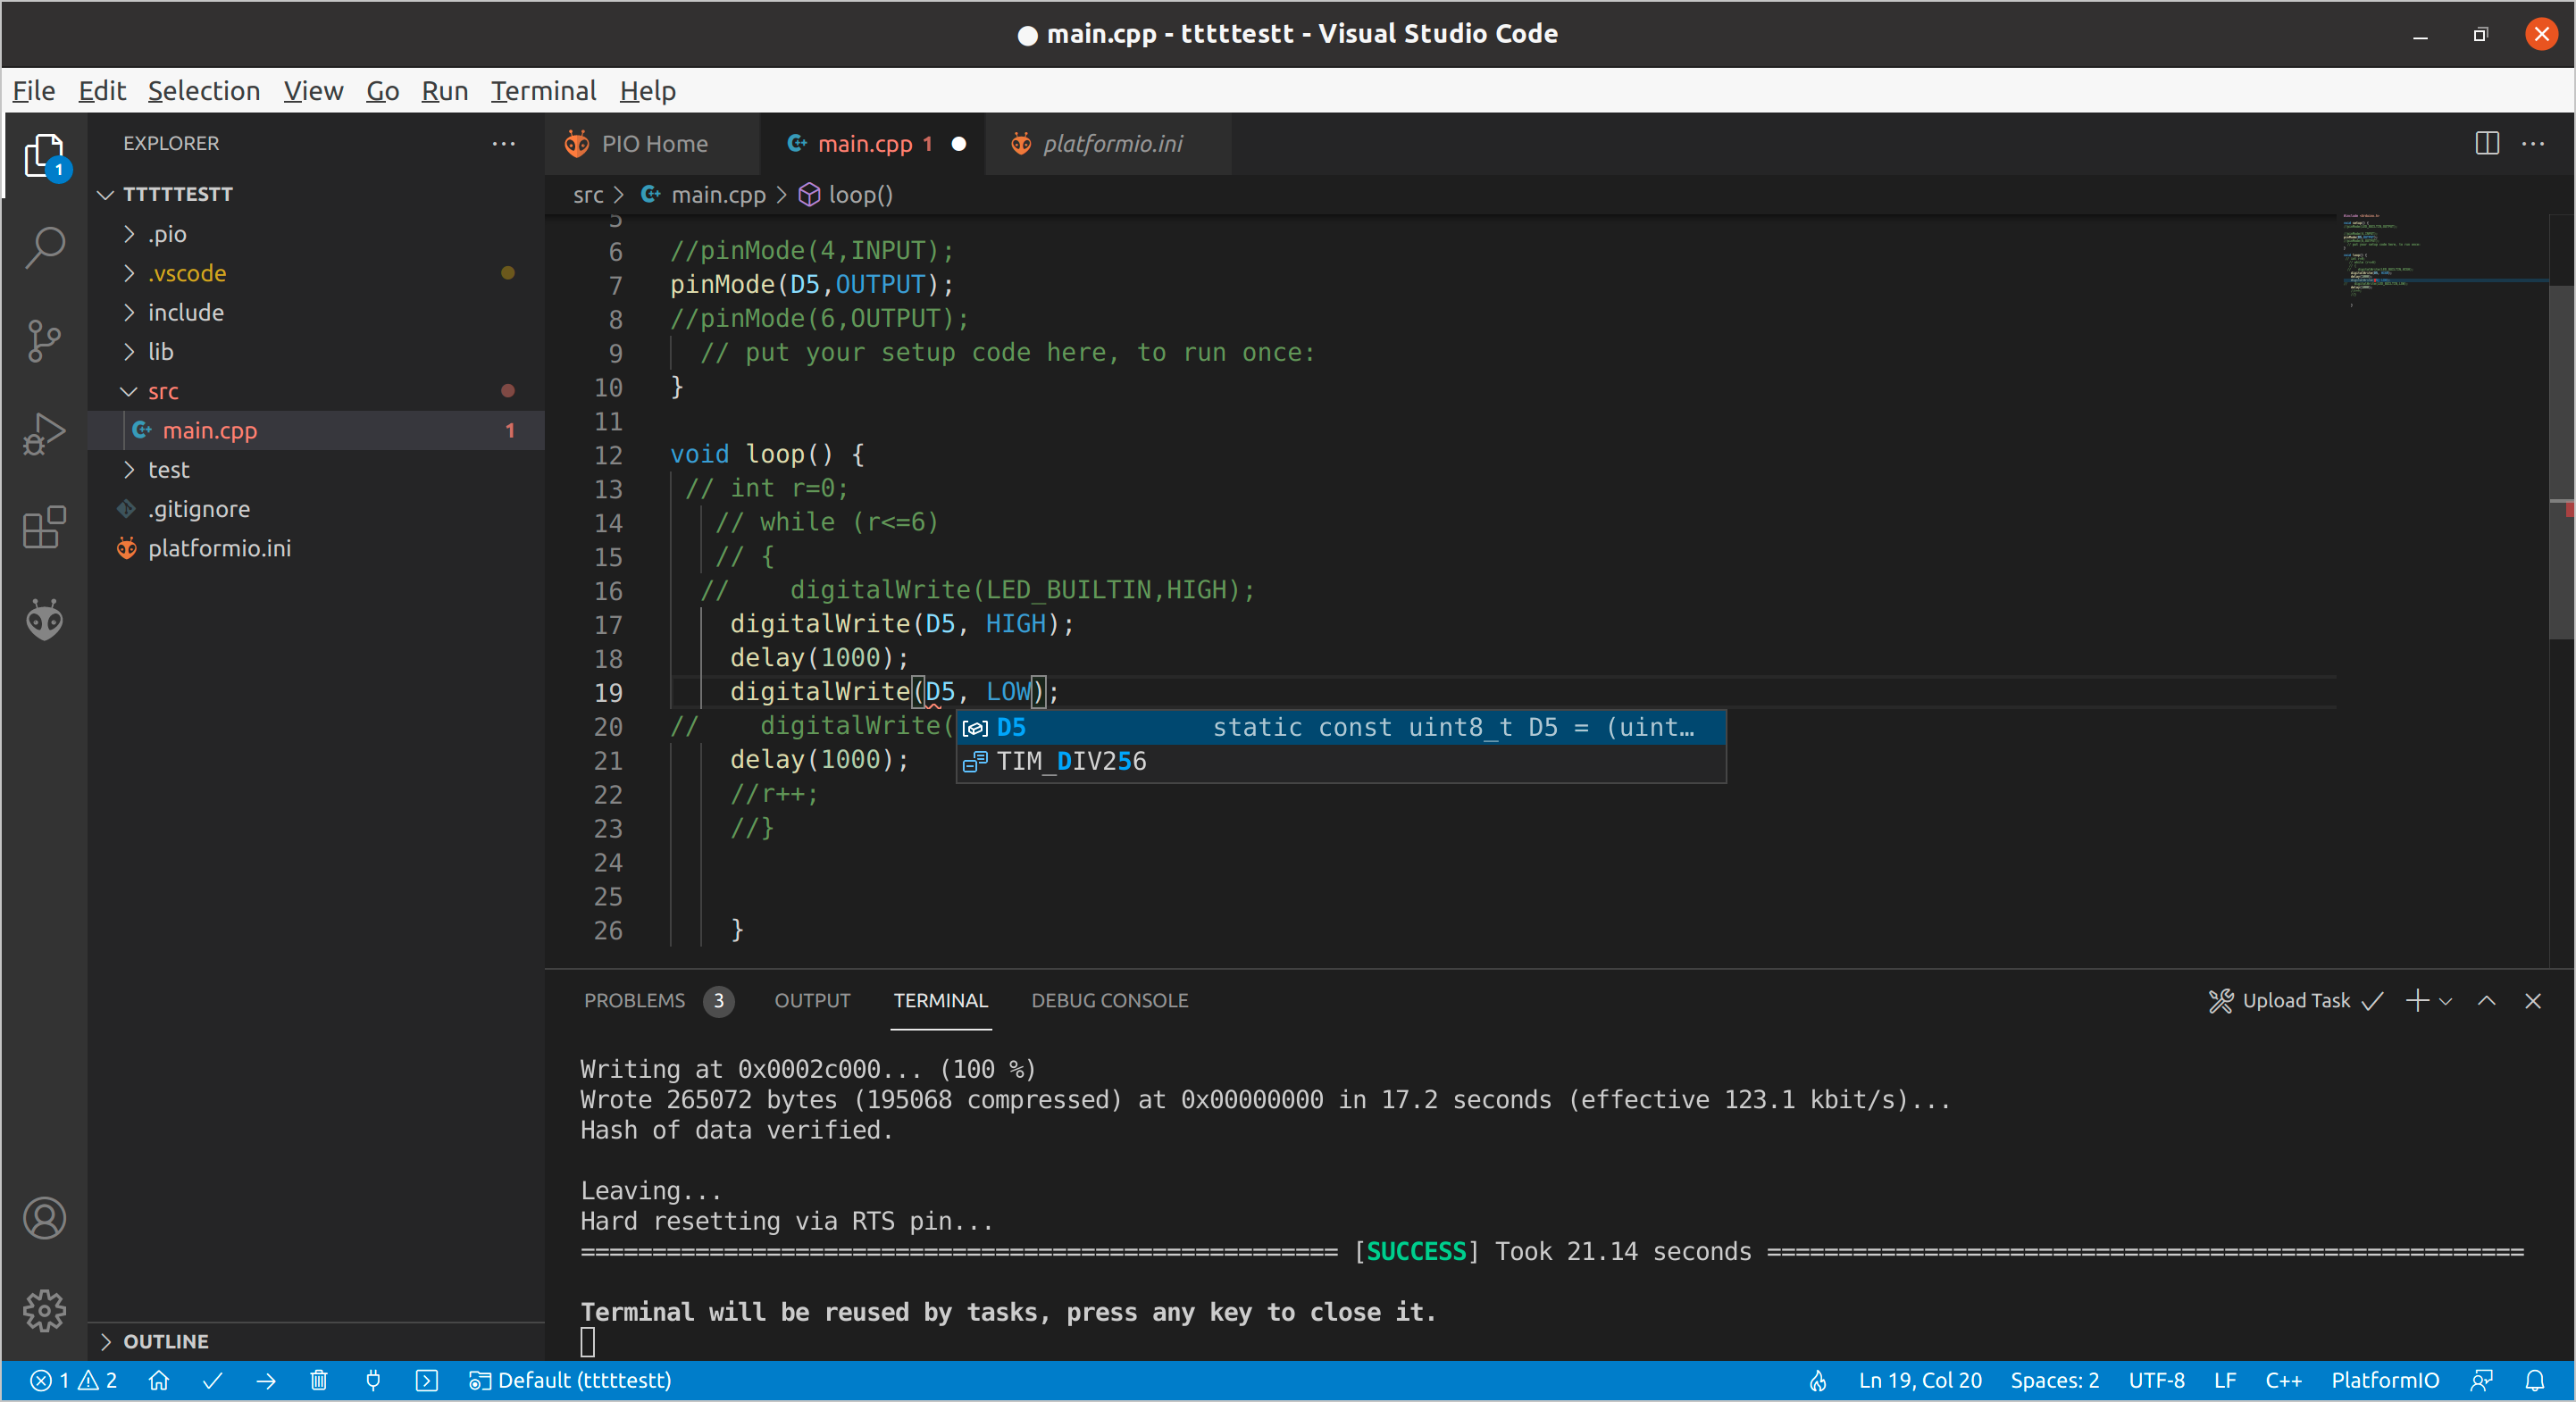 main.cpp - tttttestt - Visual Studio Code
File Edit Selection View Go Run Terminal Help
EXPLORER
TTTTTESTT
.pio
.vscode
include
lib
src
main.cpp 1
test
.gitignore
platformio.ini
OUTLINE
1
PIO Home
main.cpp 1
platformio.ini
src > main.cpp > loop()
5
6 //pinMode(4,INPUT);
7 pinMode(D5,OUTPUT);
8 //pinMode(6,OUTPUT);
9 // put your setup code here, to run once:
10 }
11
12 void loop() {
13 // int r=0;
14 // while (r<=6)
15 // {
16 //    digitalWrite(LED_BUILTIN,HIGH);
17 digitalWrite(D5, HIGH);
18 delay(1000);
19 digitalWrite(D5, LOW);
20 //    digitalWrite(
D5 static const uint8_t D5 = (uint…
21 delay(1000);
TIM_DIV256
22 //r++;
23 //}
24
25
26 }
PROBLEMS 3 OUTPUT TERMINAL DEBUG CONSOLE
Upload Task
Writing at 0x0002c000... (100 %)
Wrote 265072 bytes (195068 compressed) at 0x00000000 in 17.2 seconds (effective 123.1 kbit/s)...
Hash of data verified.
Leaving...
Hard resetting via RTS pin...
===================================================== [SUCCESS] Took 21.14 seconds =====================================================
Terminal will be reused by tasks, press any key to close it.
1 2 Default (tttttestt) Ln 19, Col 20 Spaces: 2 UTF-8 LF C++ PlatformIO